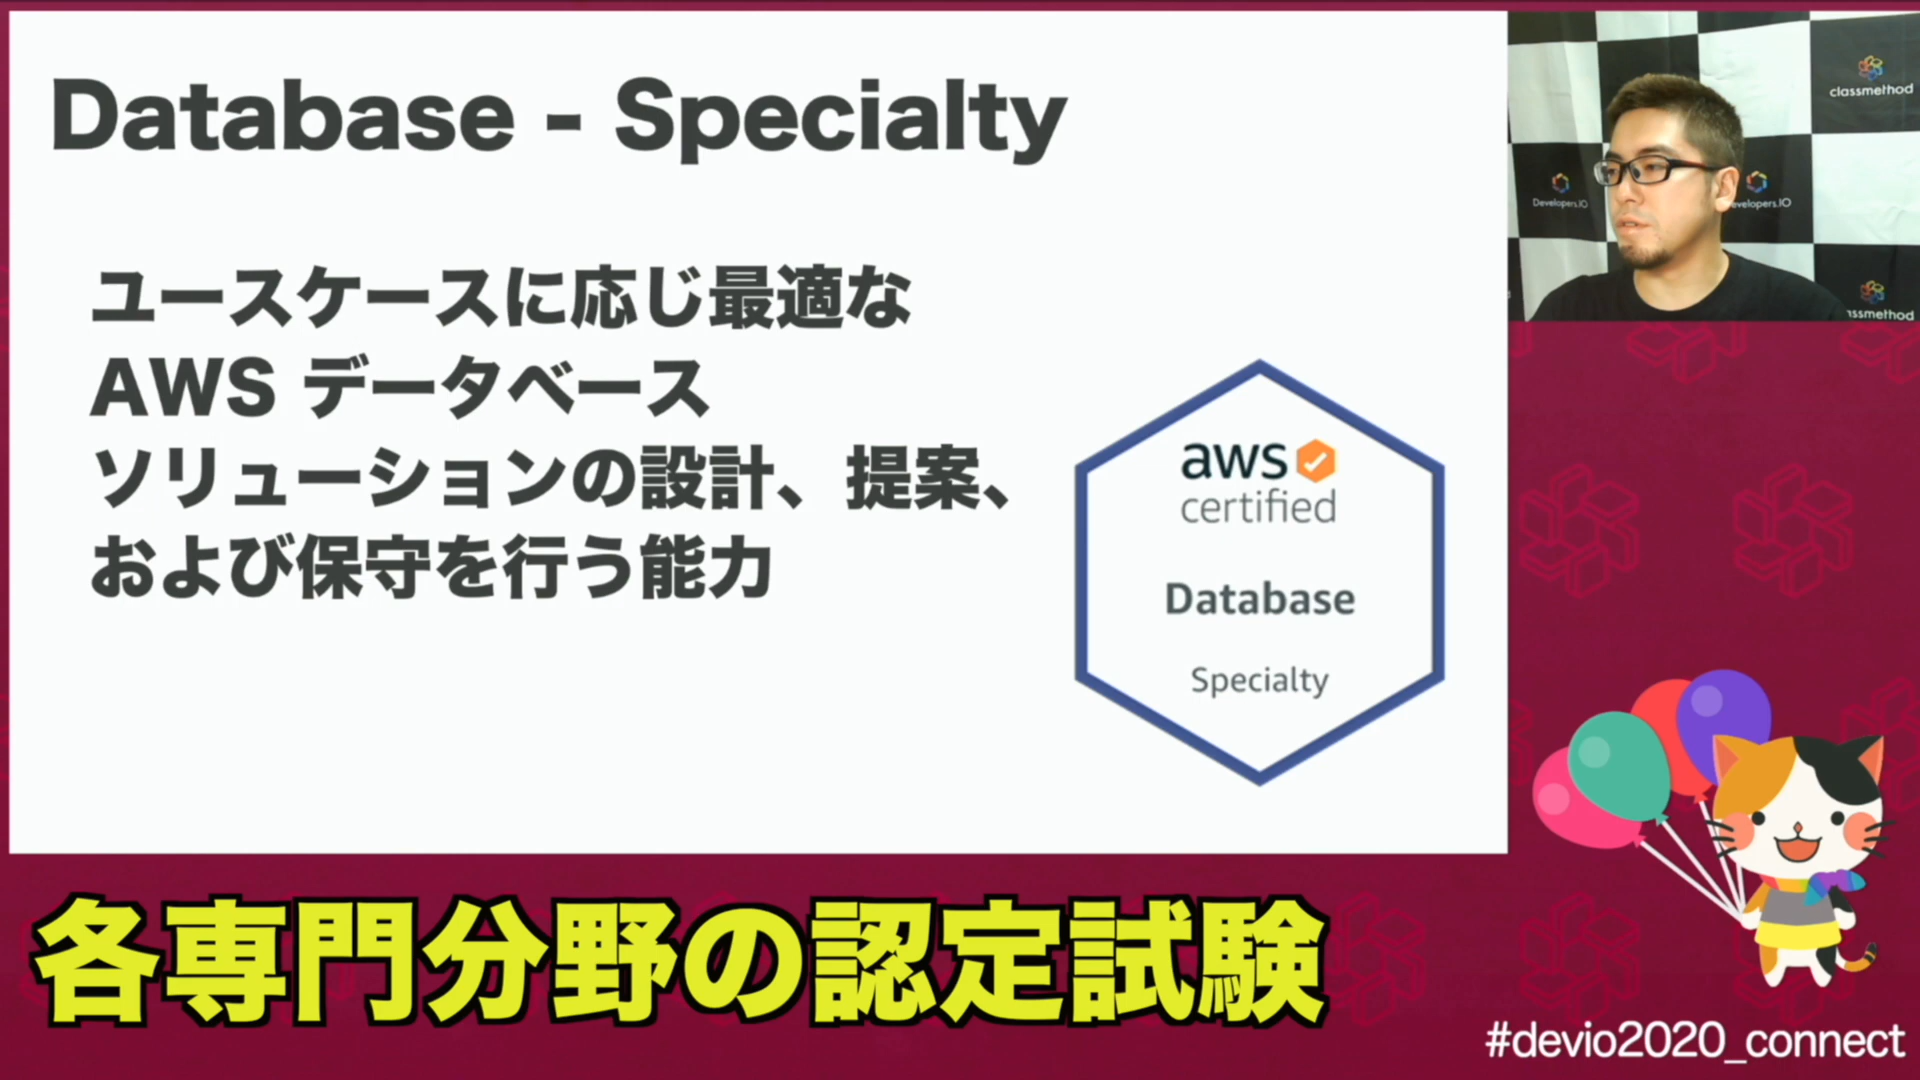 Database - Specialty
ユースケースに応じ最適な
AWS データベース
ソリューションの設計、提案、
および保守を行う能力
aws
certified
Database
Specialty
classmethod
Developers.IO
evelopers.IO
ssmethod
各専門分野の認定試験
#devio2020_connect